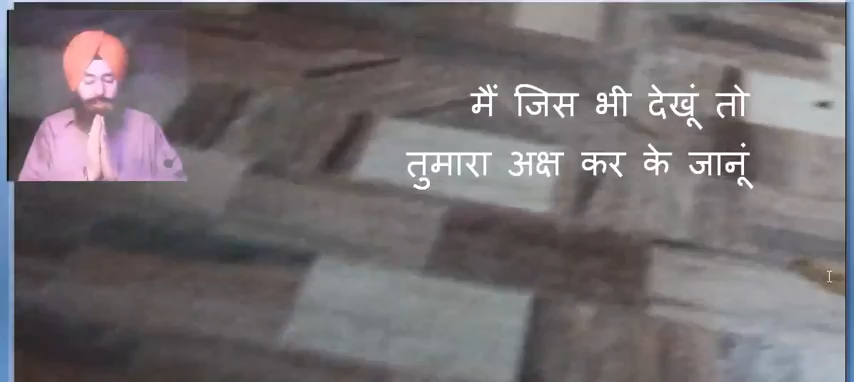 मैं जिस भी देखूं तो
तुमारा अक्ष कर के जानूं